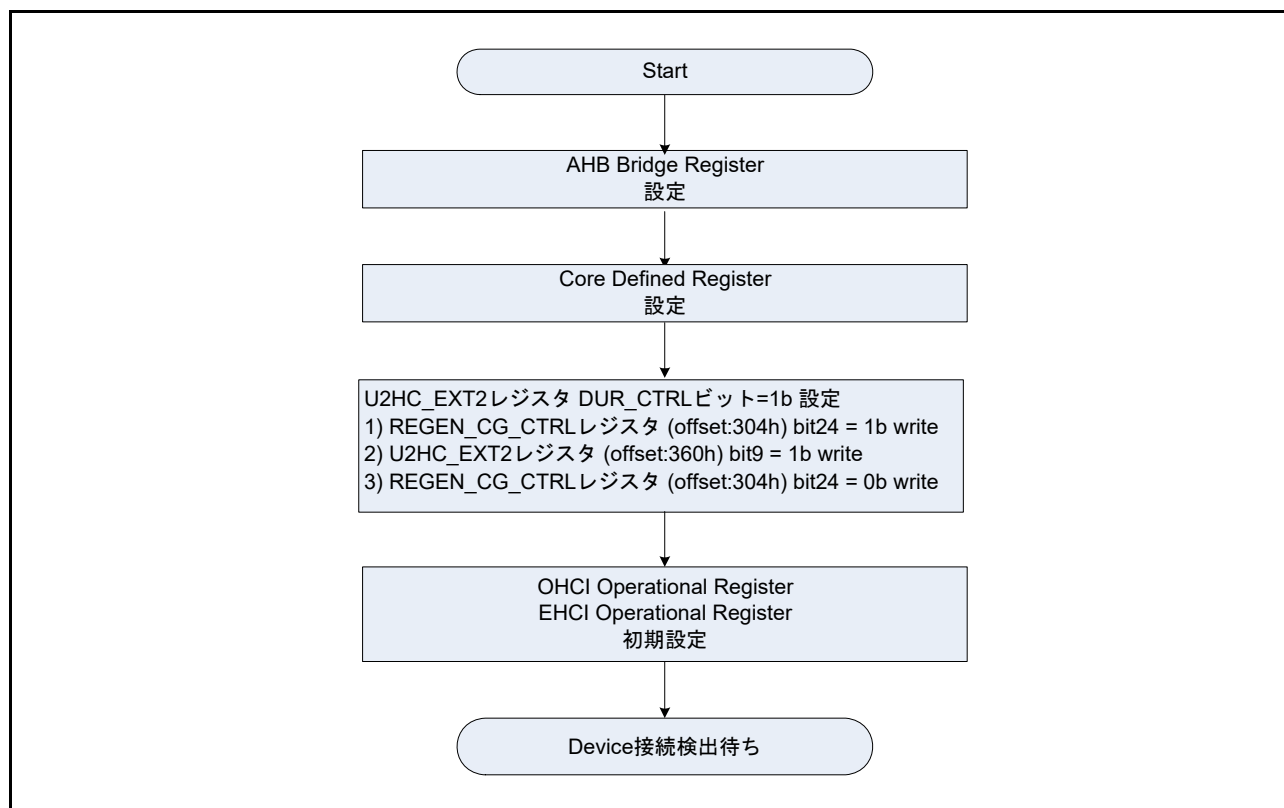 Start
AHB Bridge Register
設定
Core Defined Register
設定
U2HC_EXT2レジスタ DUR_CTRLビット=1b 設定
1) REGEN_CG_CTRLレジスタ (offset:304h) bit24 = 1b write
2) U2HC_EXT2レジスタ (offset:360h) bit9 = 1b write
3) REGEN_CG_CTRLレジスタ (offset:304h) bit24 = 0b write
OHCI Operational Register
EHCI Operational Register
初期設定
Device接続検出待ち